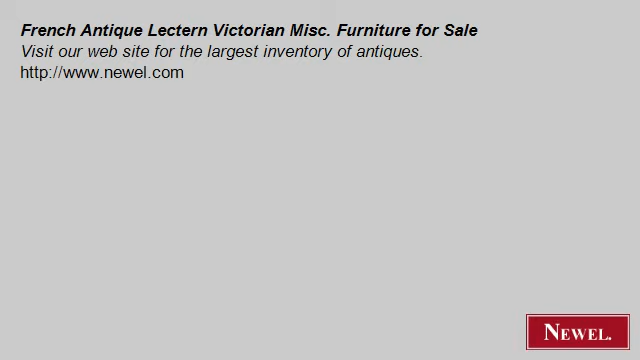 French Antique Lectern Victorian Misc. Furniture for Sale
Visit our web site for the largest inventory of antiques.
http://www.newel.com
NEWEL.